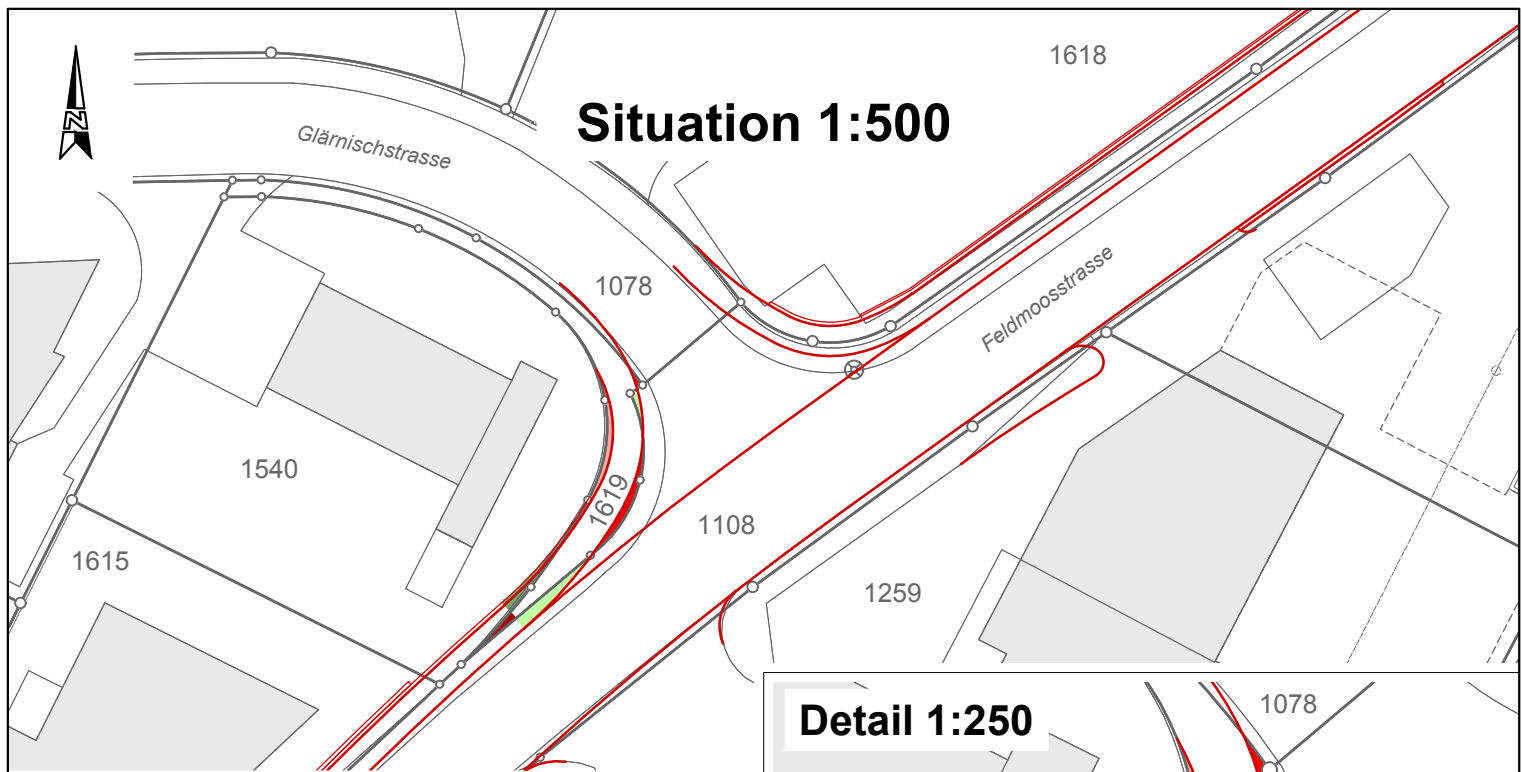 1618
Situation 1:500
Glärnischstrasse
N
1078
Feldmoosstrasse
1540
1619
1108
1615
1259
Detail 1:250
1078